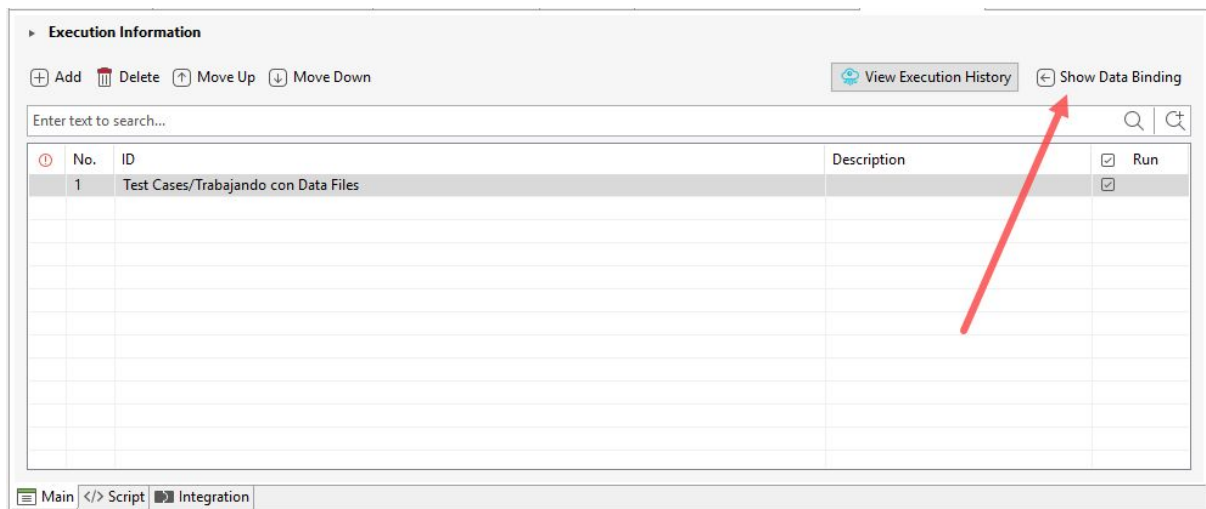 Execution Information
Add Delete Move Up Move Down View Execution History Show Data Binding
Enter text to search...
No. ID Description Run
1 Test Cases/Trabajando con Data Files
Main </> Script Integration